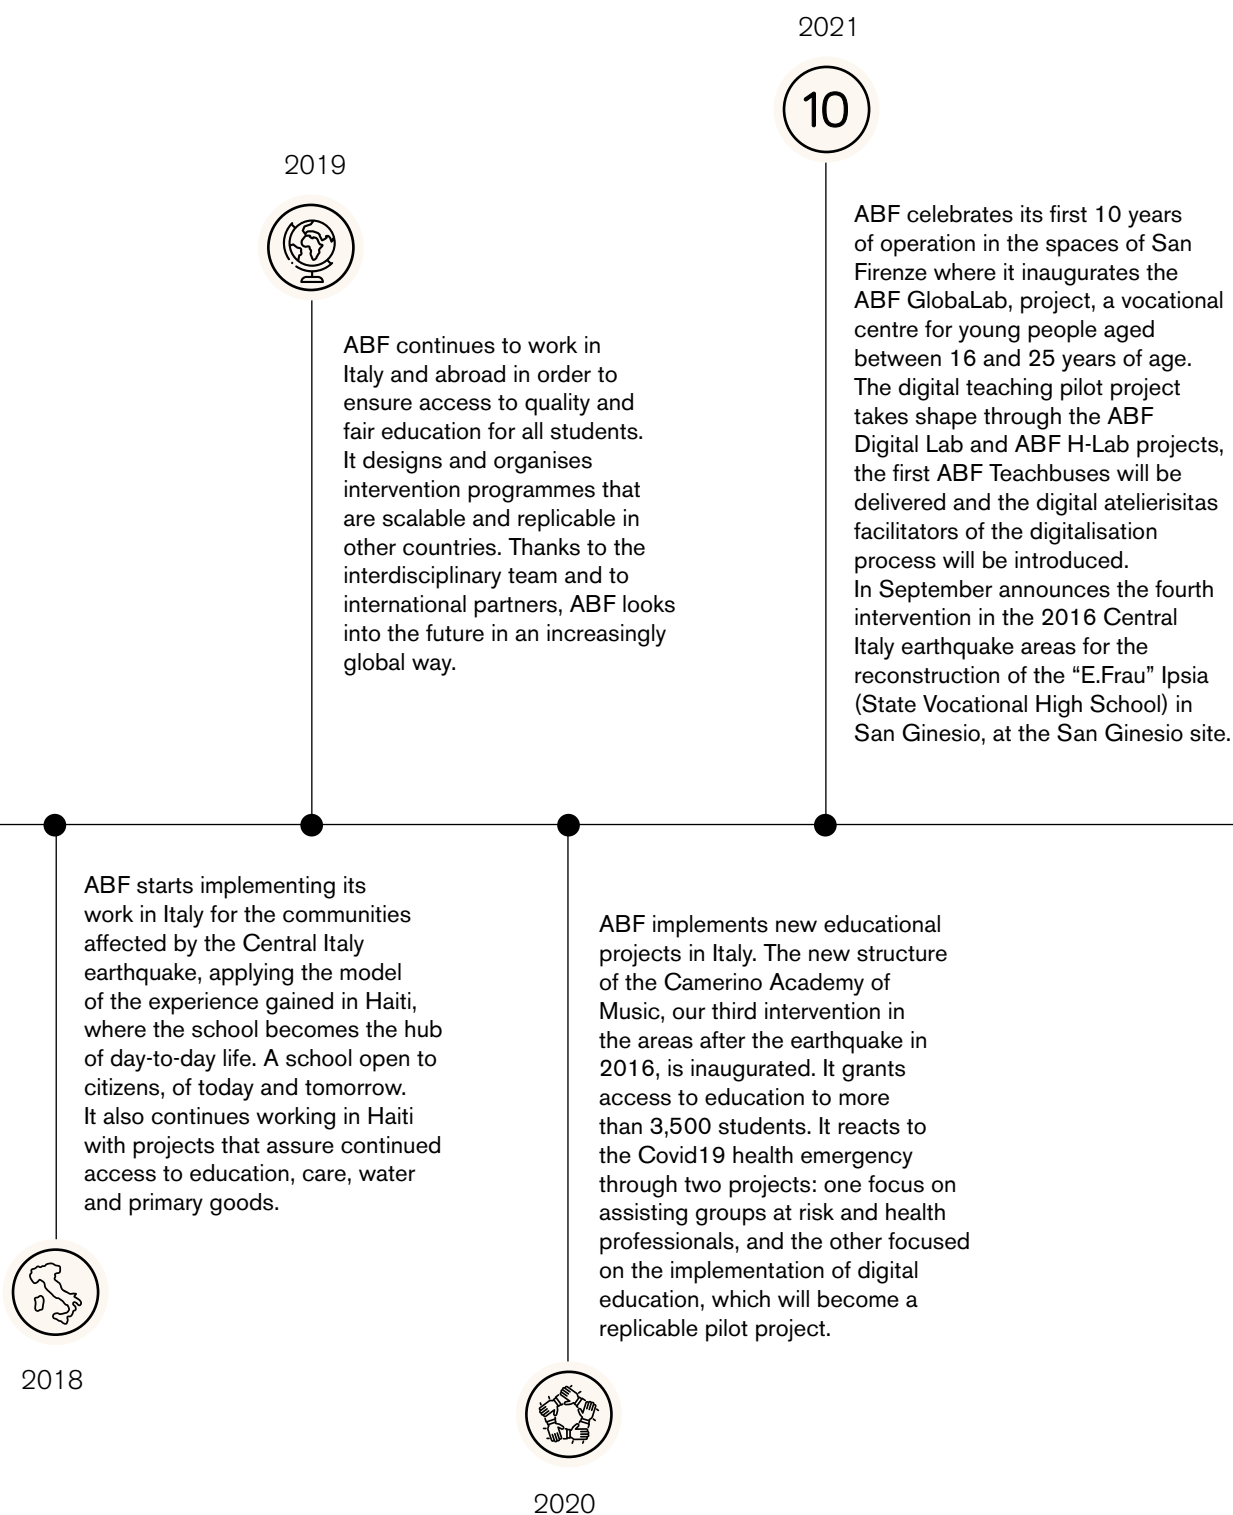 2018
ABF starts implementing its
work in Italy for the communities
affected by the Central Italy
earthquake, applying the model
of the experience gained in Haiti,
where the school becomes the hub
of day-to-day life. A school open to
citizens, of today and tomorrow.
It also continues working in Haiti
with projects that assure continued
access to education, care, water
and primary goods.
2019
ABF continues to work in
Italy and abroad in order to
ensure access to quality and
fair education for all students.
It designs and organises
intervention programmes that
are scalable and replicable in
other countries. Thanks to the
interdisciplinary team and to
international partners, ABF looks
into the future in an increasingly
global way.
2020
ABF implements new educational
projects in Italy. The new structure
of the Camerino Academy of
Music, our third intervention in
the areas after the earthquake in
2016, is inaugurated. It grants
access to education to more
than 3,500 students. It reacts to
the Covid19 health emergency
through two projects: one focus on
assisting groups at risk and health
professionals, and the other focused
on the implementation of digital
education, which will become a
replicable pilot project.
2021
10
ABF celebrates its first 10 years
of operation in the spaces of San
Firenze where it inaugurates the
ABF GlobaLab, project, a vocational
centre for young people aged
between 16 and 25 years of age.
The digital teaching pilot project
takes shape through the ABF
Digital Lab and ABF H-Lab projects,
the first ABF Teachbuses will be
delivered and the digital atelierisitas
facilitators of the digitalisation
process will be introduced.
In September announces the fourth
intervention in the 2016 Central
Italy earthquake areas for the
reconstruction of the “E.Frau” Ipsia
(State Vocational High School) in
San Ginesio, at the San Ginesio site.